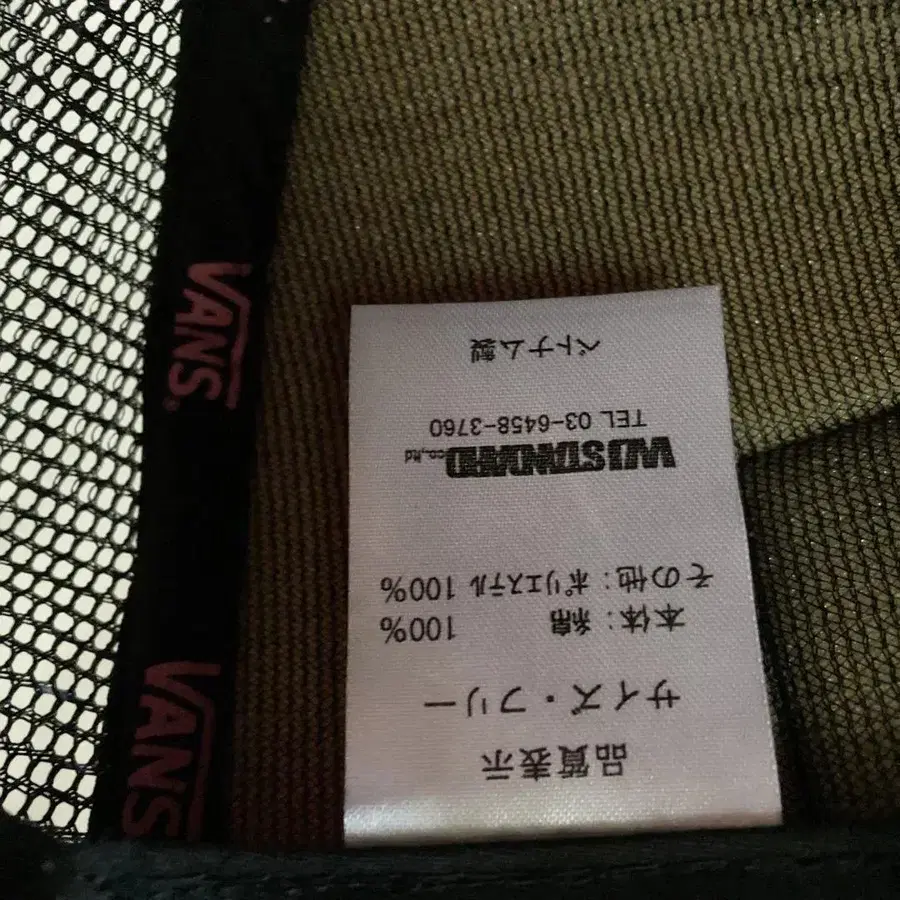 VANS.
VANS
品質表示
サイズ・フリー
本体：綿 100%
その他：ポリエステル 100%
co.,ltd
TEL 03-6458-3760
ベトナム製